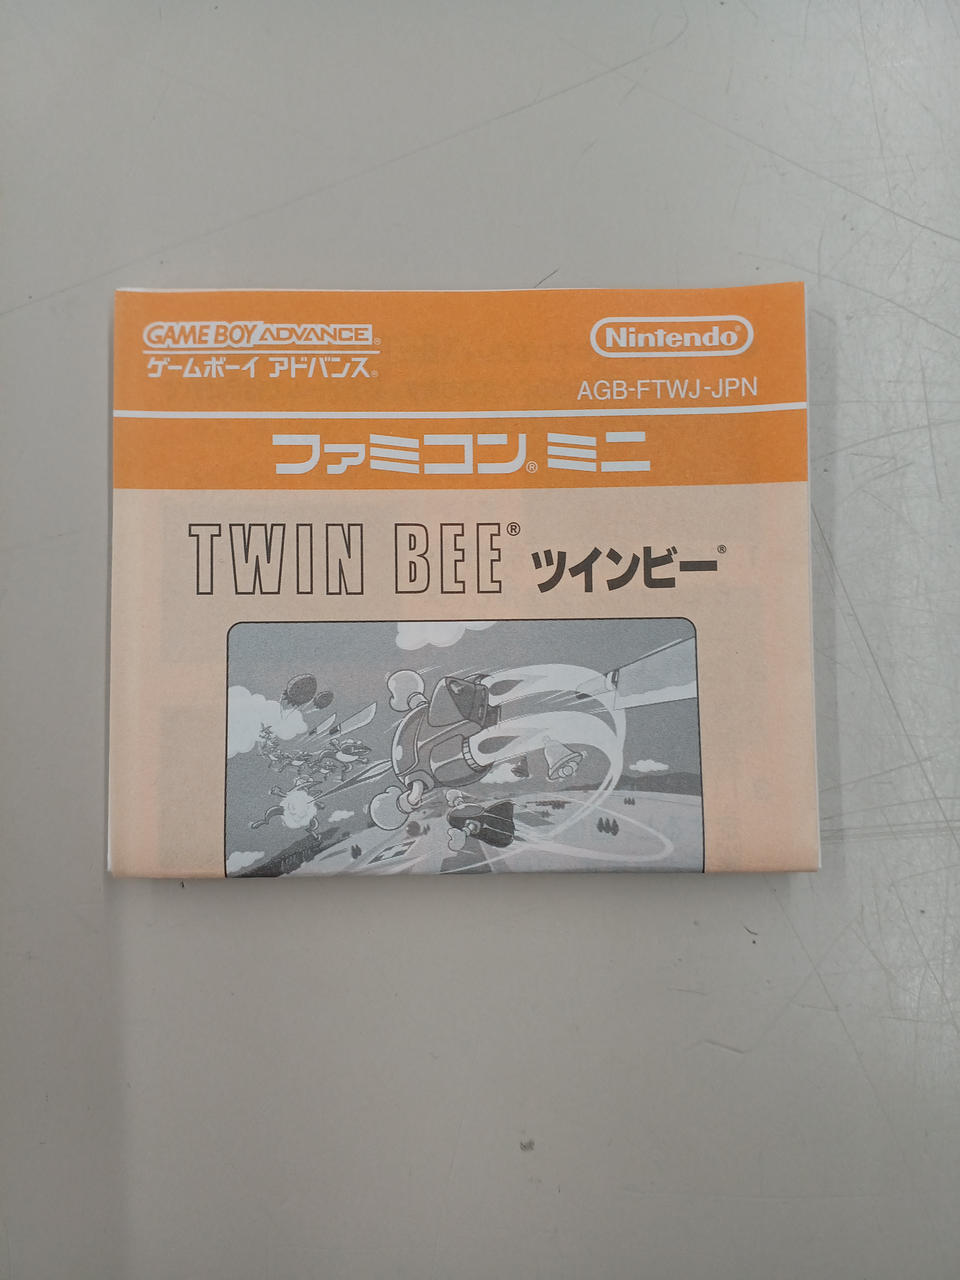 GAME BOY ADVANCE®
ゲームボーイ アドバンス®
Nintendo®
AGB-FTWJ-JPN
ファミコン®ミニ
TWIN BEE® ツインビー®